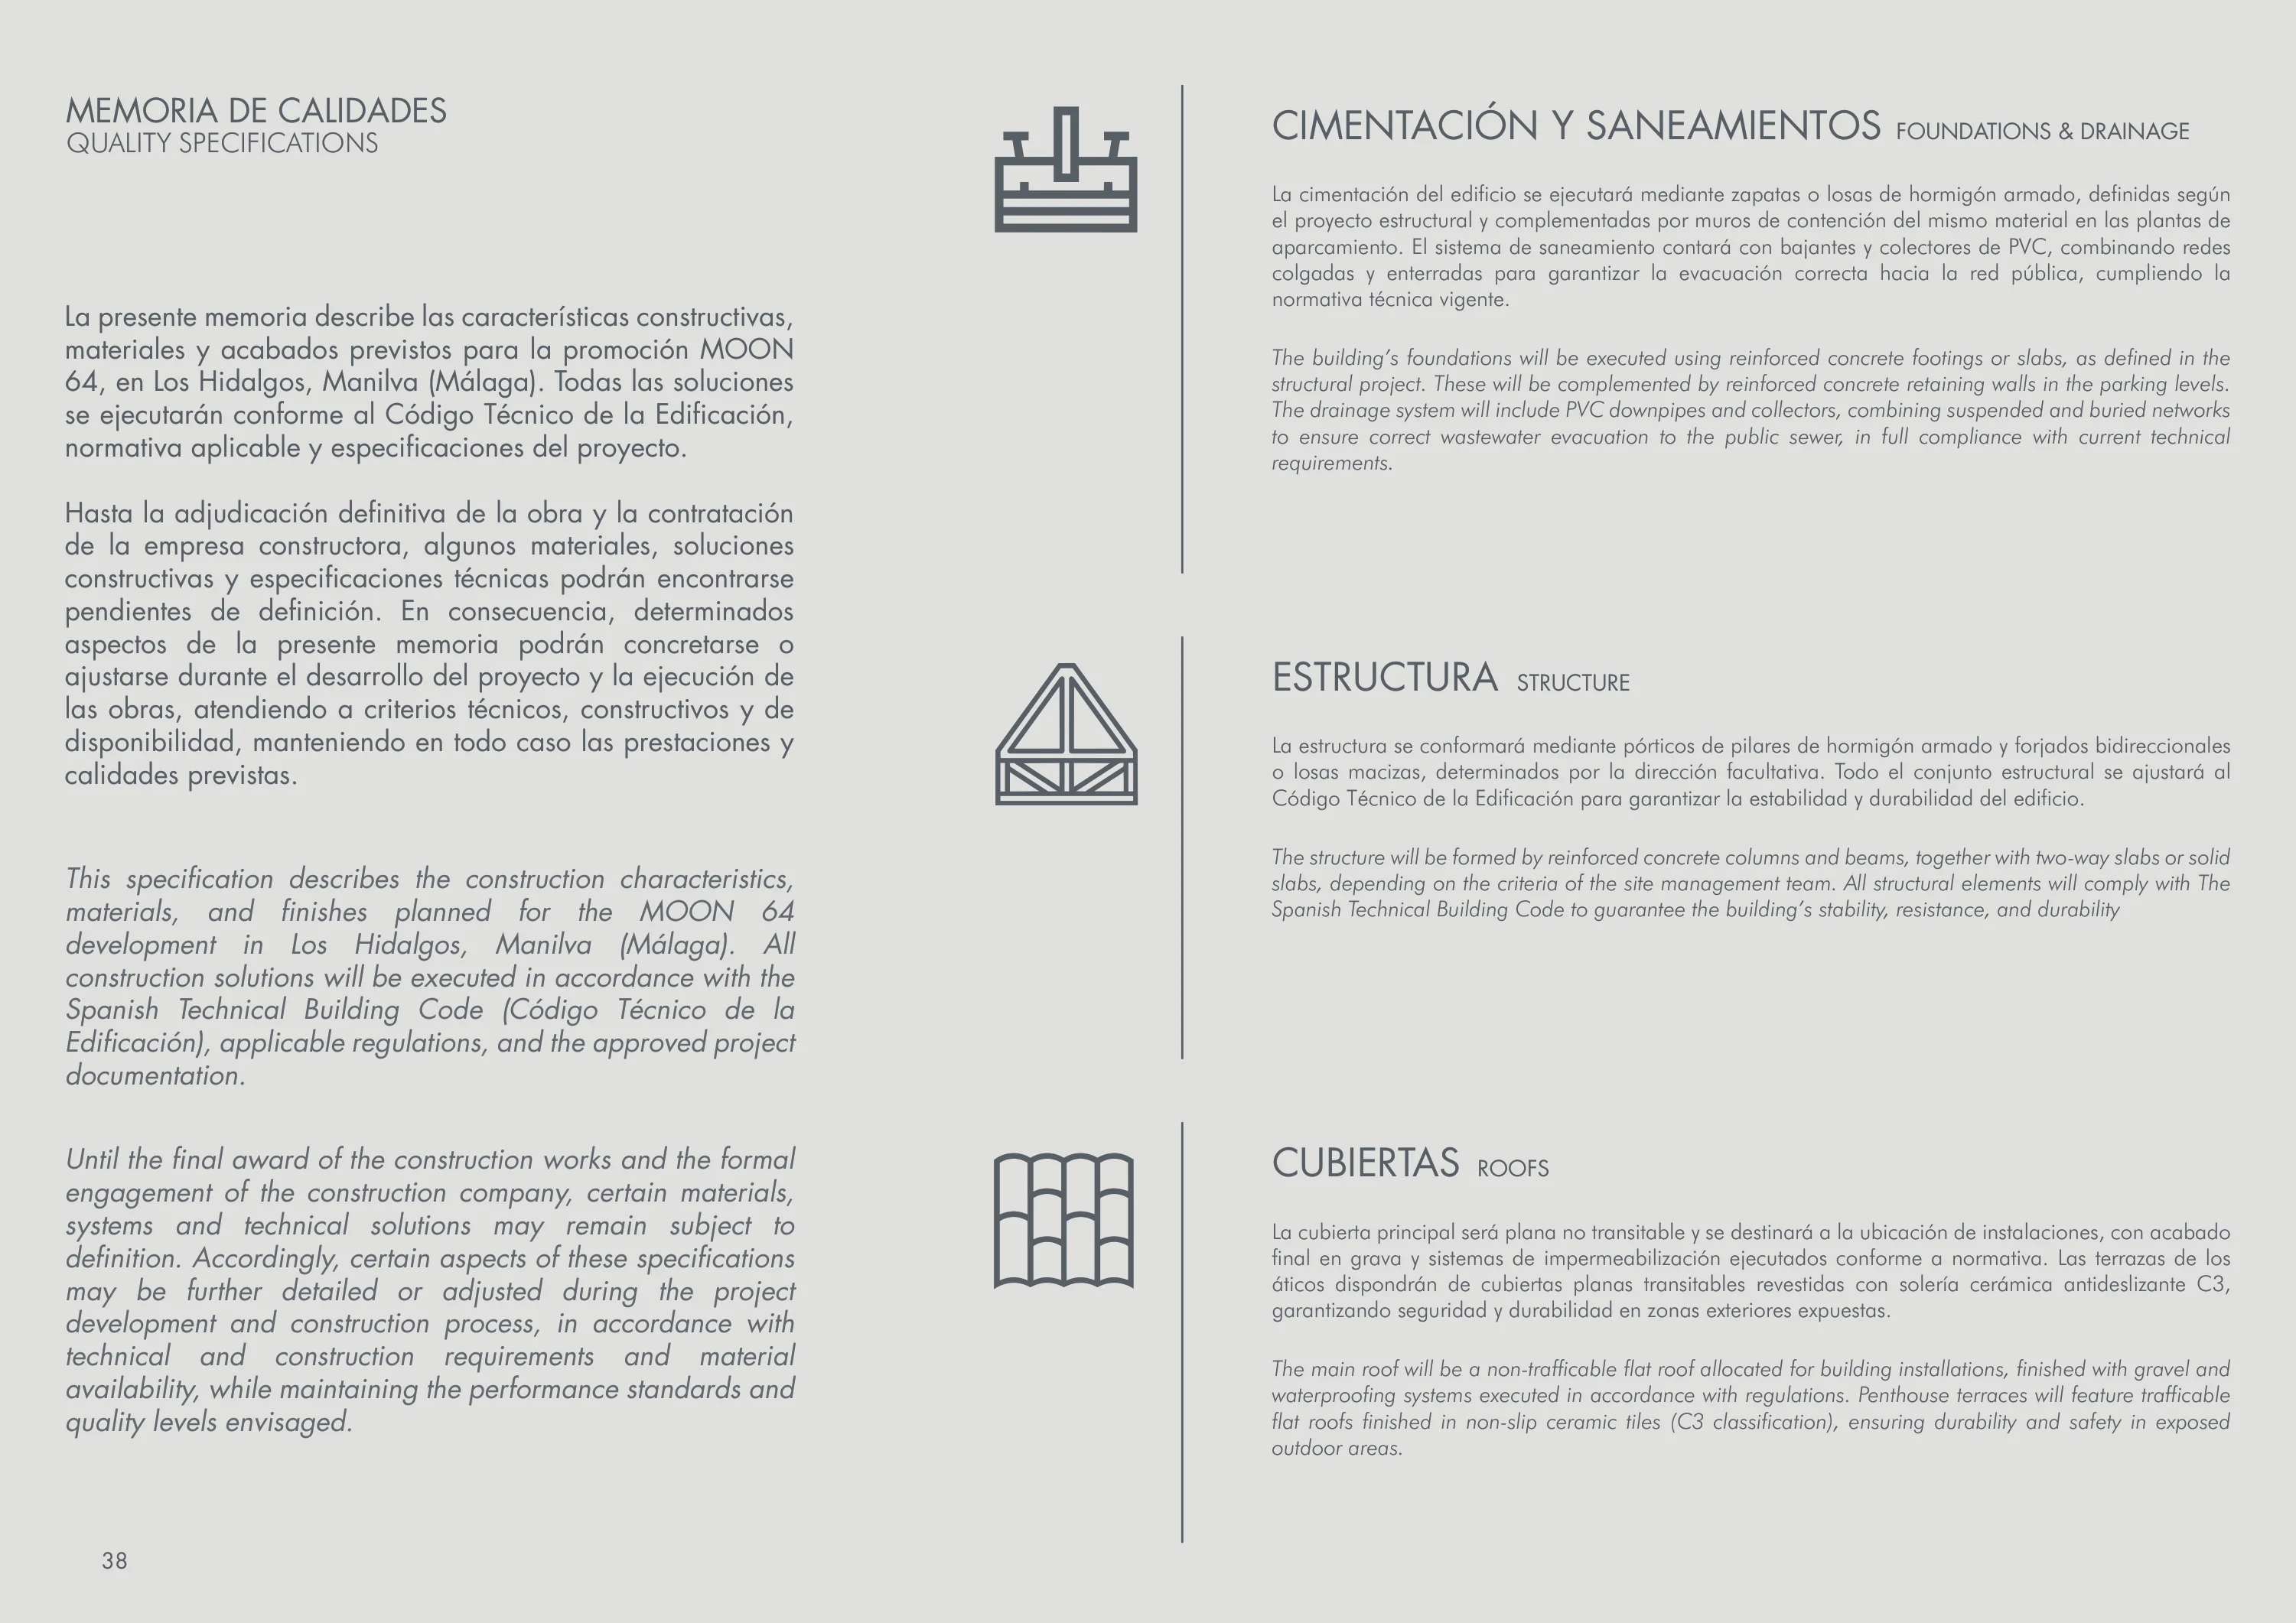 MEMORIA DE CALIDADES
QUALITY SPECIFICATIONS
La presente memoria describe las características constructivas,
materiales y acabados previstos para la promoción MOON
64, en Los Hidalgos, Manilva (Málaga). Todas las soluciones
se ejecutarán conforme al Código Técnico de la Edificación,
normativa aplicable y especificaciones del proyecto.
Hasta la adjudicación definitiva de la obra y la contratación
de la empresa constructora, algunos materiales, soluciones
constructivas y especificaciones técnicas podrán encontrarse
pendientes de definición. En consecuencia, determinados
aspectos de la presente memoria podrán concretarse o
ajustarse durante el desarrollo del proyecto y la ejecución de
las obras, atendiendo a criterios técnicos, constructivos y de
disponibilidad, manteniendo en todo caso las prestaciones y
calidades previstas.
This specification describes the construction characteristics,
materials, and finishes planned for the MOON 64
development in Los Hidalgos, Manilva (Málaga). All
construction solutions will be executed in accordance with the
Spanish Technical Building Code (Código Técnico de la
Edificación), applicable regulations, and the approved project
documentation.
Until the final award of the construction works and the formal
engagement of the construction company, certain materials,
systems and technical solutions may remain subject to
definition. Accordingly, certain aspects of these specifications
may be further detailed or adjusted during the project
development and construction process, in accordance with
technical and construction requirements and material
availability, while maintaining the performance standards and
quality levels envisaged.
38
CIMENTACIÓN Y SANEAMIENTOS FOUNDATIONS & DRAINAGE
La cimentación del edificio se ejecutará mediante zapatas o losas de hormigón armado, definidas según
el proyecto estructural y complementadas por muros de contención del mismo material en las plantas de
aparcamiento. El sistema de saneamiento contará con bajantes y colectores de PVC, combinando redes
colgadas y enterradas para garantizar la evacuación correcta hacia la red pública, cumpliendo la
normativa técnica vigente.
The building’s foundations will be executed using reinforced concrete footings or slabs, as defined in the
structural project. These will be complemented by reinforced concrete retaining walls in the parking levels.
The drainage system will include PVC downpipes and collectors, combining suspended and buried networks
to ensure correct wastewater evacuation to the public sewer, in full compliance with current technical
requirements.
ESTRUCTURA STRUCTURE
La estructura se conformará mediante pórticos de pilares de hormigón armado y forjados bidireccionales
o losas macizas, determinados por la dirección facultativa. Todo el conjunto estructural se ajustará al
Código Técnico de la Edificación para garantizar la estabilidad y durabilidad del edificio.
The structure will be formed by reinforced concrete columns and beams, together with two-way slabs or solid
slabs, depending on the criteria of the site management team. All structural elements will comply with The
Spanish Technical Building Code to guarantee the building’s stability, resistance, and durability
CUBIERTAS ROOFS
La cubierta principal será plana no transitable y se destinará a la ubicación de instalaciones, con acabado
final en grava y sistemas de impermeabilización ejecutados conforme a normativa. Las terrazas de los
áticos dispondrán de cubiertas planas transitables revestidas con solería cerámica antideslizante C3,
garantizando seguridad y durabilidad en zonas exteriores expuestas.
The main roof will be a non-trafficable flat roof allocated for building installations, finished with gravel and
waterproofing systems executed in accordance with regulations. Penthouse terraces will feature trafficable
flat roofs finished in non-slip ceramic tiles (C3 classification), ensuring durability and safety in exposed
outdoor areas.